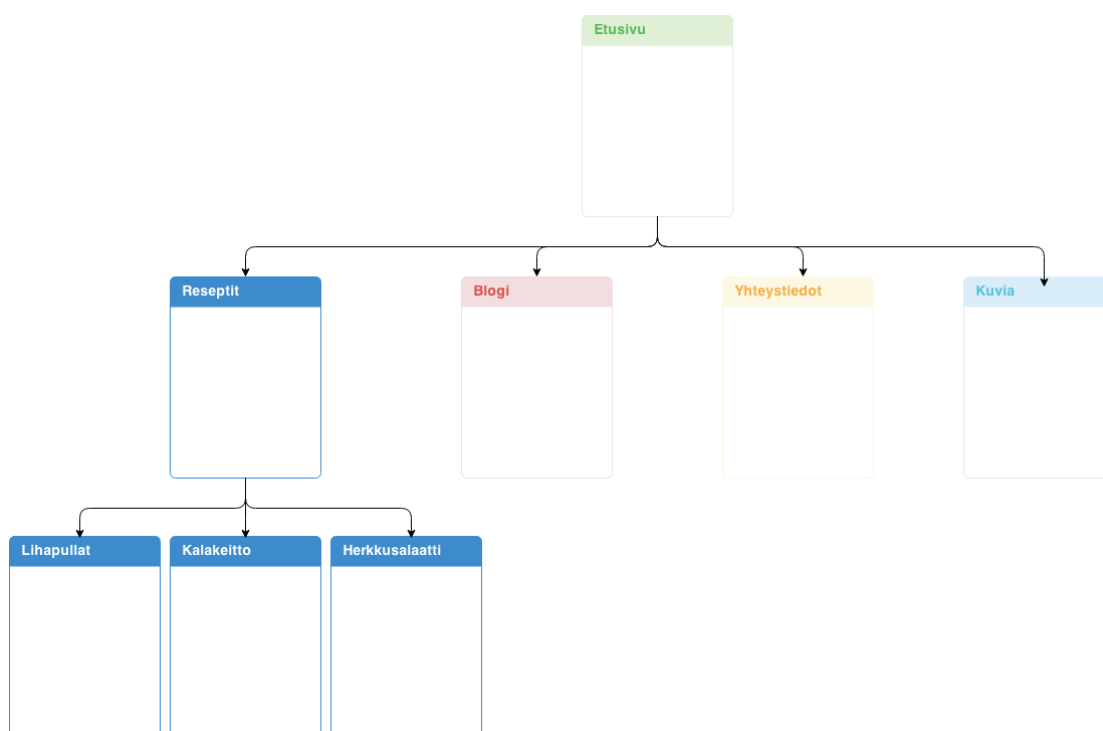 Etusivu
Reseptit
Blogi
Yhteystiedot
Kuvia
Lihapullat
Kalakeitto
Herkkusalaatti